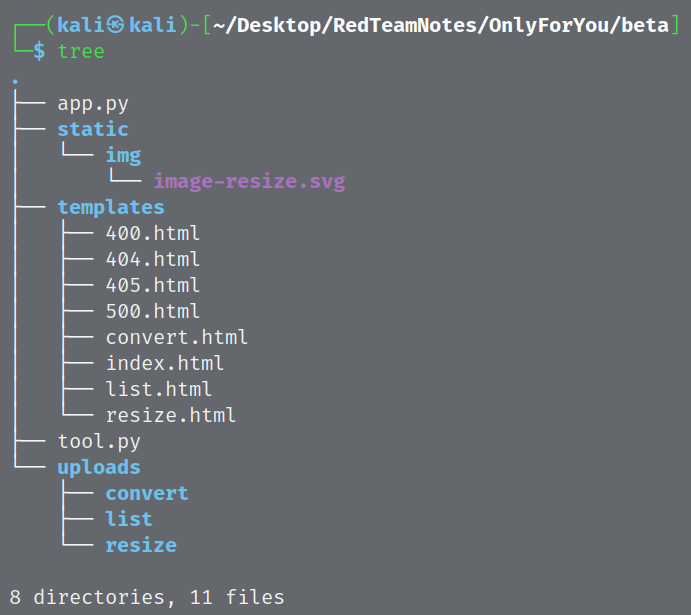 ┌──(kali㉿kali)-[~/Desktop/RedTeamNotes/OnlyForYou/beta]
└─$ tree
.
├── app.py
├── static
│   └── img
│       └── image-resize.svg
├── templates
│   ├── 400.html
│   ├── 404.html
│   ├── 405.html
│   ├── 500.html
│   ├── convert.html
│   ├── index.html
│   ├── list.html
│   └── resize.html
├── tool.py
└── uploads
    ├── convert
    ├── list
    └── resize
8 directories, 11 files